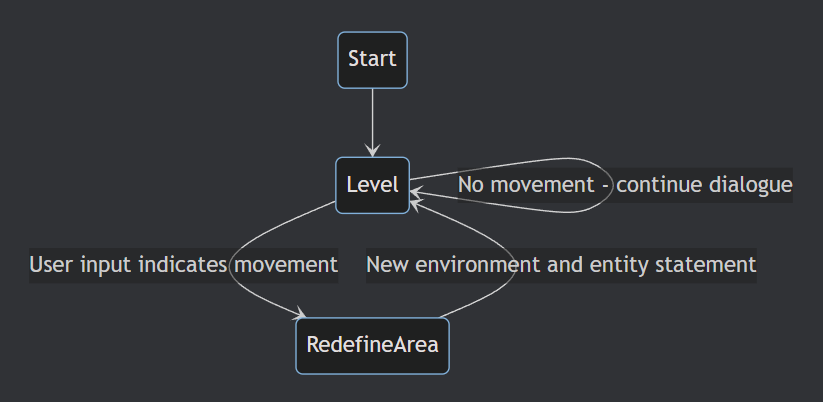 Start
Level
No movement - continue dialogue
User input indicates movement
New environment and entity statement
RedefineArea